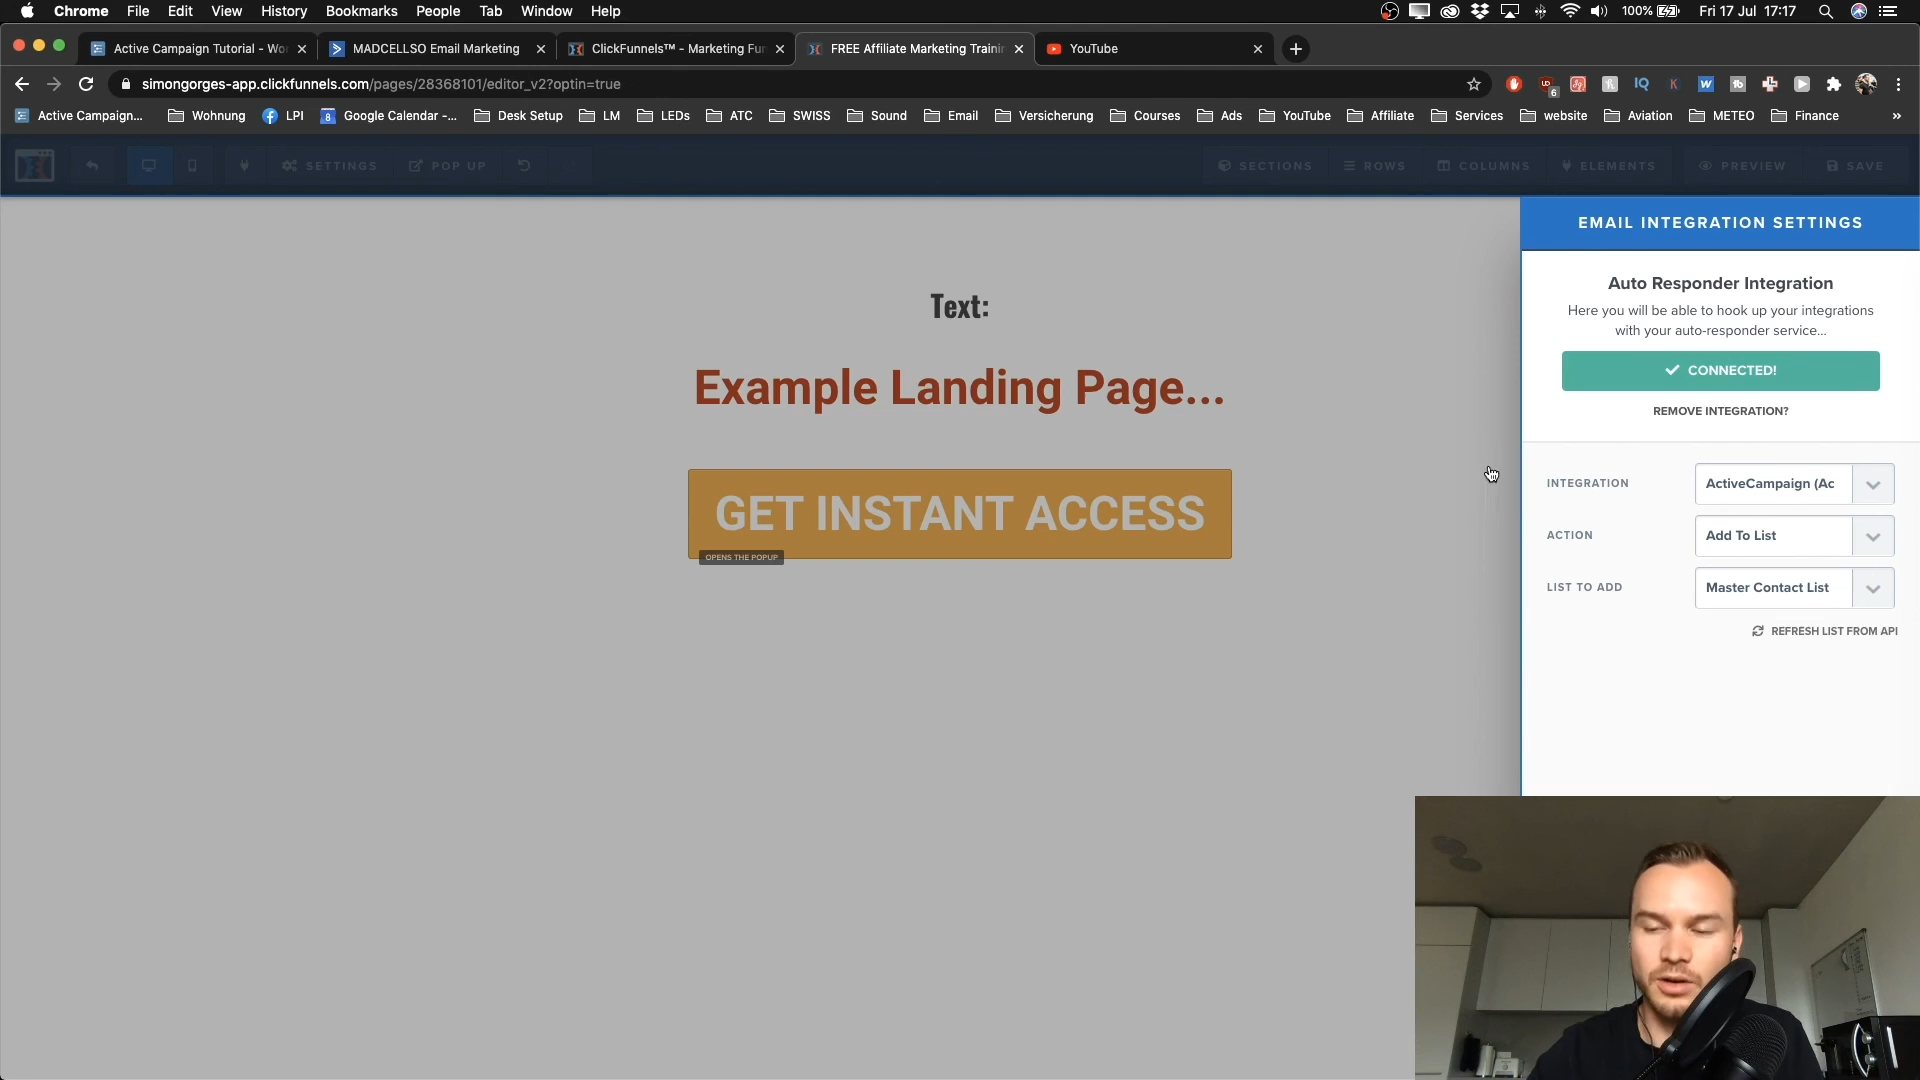 Chrome File Edit View History Bookmarks People Tab Window Help 100% Fri 17 Jul 17:17
Active Campaign Tutorial - Wor MADCELLSO Email Marketing ClickFunnels™ - Marketing Fun FREE Affiliate Marketing Trainin YouTube
simongorges-app.clickfunnels.com/pages/28368101/editor_v2?optin=true
Active Campaign... Wohnung LPI Google Calendar -... Desk Setup LM LEDs ATC SWISS Sound Email Versicherung Courses Ads YouTube Affiliate Services website Aviation METEO Finance »
SETTINGS POP UP SECTIONS ROWS COLUMNS ELEMENTS PREVIEW SAVE
EMAIL INTEGRATION SETTINGS
Auto Responder Integration
Here you will be able to hook up your integrations
with your auto-responder service...
CONNECTED!
REMOVE INTEGRATION?
INTEGRATION ActiveCampaign (Ac
ACTION Add To List
LIST TO ADD Master Contact List
REFRESH LIST FROM API
Text:
Example Landing Page...
GET INSTANT ACCESS
OPENS THE POPUP